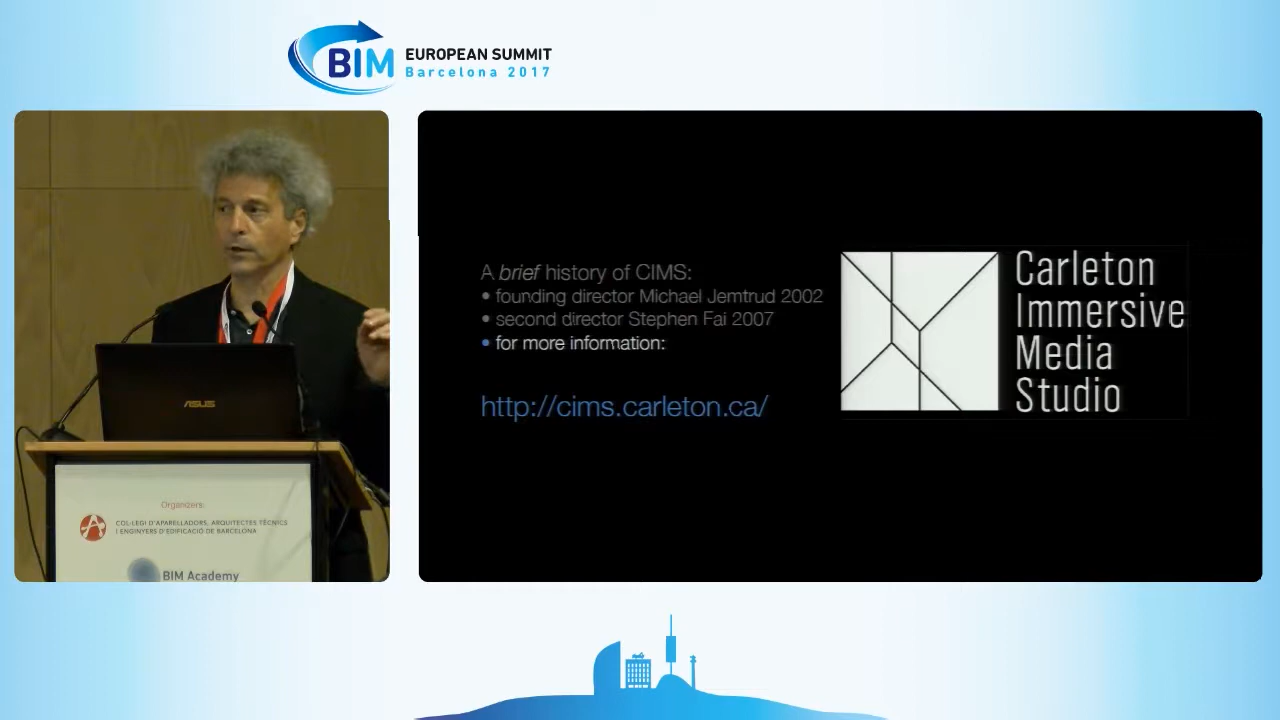 BIM EUROPEAN SUMMIT
Barcelona 2017
A brief history of CIMS:
• founding director Michael Jemtrud 2002
• second director Stephen Fai 2007
• for more information:
http://cims.carleton.ca/
Carleton
Immersive
Media
Studio
ASUS
Organizers:
COL·LEGI D'APARELLADORS, ARQUITECTES TÈCNICS
I ENGINYERS D'EDIFICACIÓ DE BARCELONA
BIM Academy